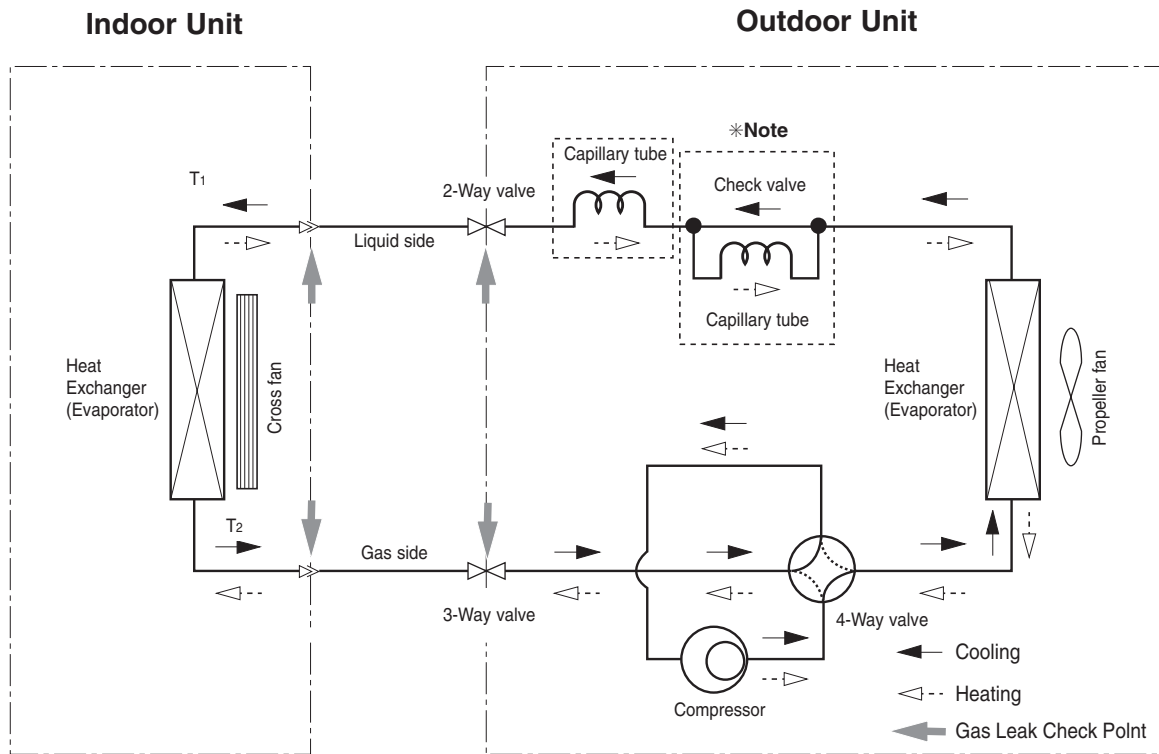 Indoor Unit
Outdoor Unit
✳Note
Capillary tube
Check valve
T1
2-Way valve
Liquid side
Capillary tube
Heat
Exchanger
(Evaporator)
Cross fan
Heat
Exchanger
(Evaporator)
Propeller fan
T2
Gas side
3-Way valve
4-Way valve
Compressor
Cooling
Heating
Gas Leak Check Polnt